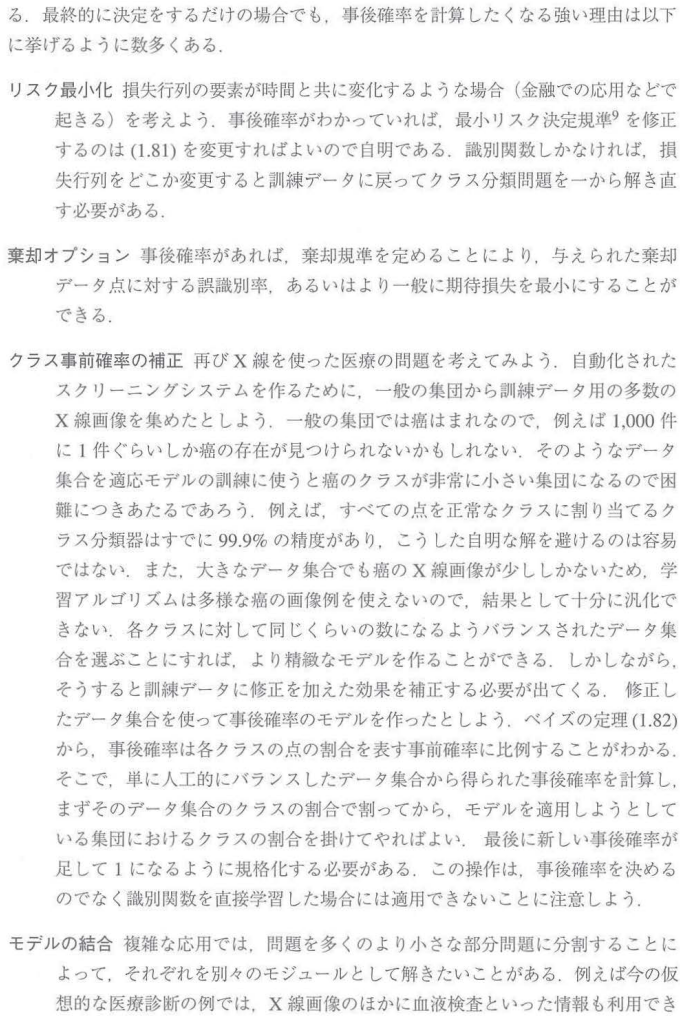 る．最終的に決定をするだけの場合でも，事後確率を計算したくなる強い理由は以下
に挙げるように数多くある．
リスク最小化 損失行列の要素が時間と共に変化するような場合（金融での応用などで
起きる）を考えよう．事後確率がわかっていれば，最小リスク決定規準9 を修正
するのは (1.81) を変更すればよいので自明である．識別関数しかなければ，損
失行列をどこか変更すると訓練データに戻ってクラス分類問題を一から解き直
す必要がある．
棄却オプション 事後確率があれば，棄却規準を定めることにより，与えられた棄却
データ点に対する誤識別率，あるいはより一般に期待損失を最小にすることが
できる．
クラス事前確率の補正 再び X 線を使った医療の問題を考えてみよう．自動化された
スクリーニングシステムを作るために，一般の集団から訓練データ用の多数の
X 線画像を集めたとしよう．一般の集団では癌はまれなので，例えば 1,000 件
に 1 件ぐらいしか癌の存在が見つけられないかもしれない．そのようなデータ
集合を適応モデルの訓練に使うと癌のクラスが非常に小さい集団になるので困
難につきあたるであろう．例えば，すべての点を正常なクラスに割り当てるク
ラス分類器はすでに 99.9% の精度があり，こうした自明な解を避けるのは容易
ではない．また，大きなデータ集合でも癌の X 線画像が少ししかないため，学
習アルゴリズムは多様な癌の画像例を使えないので，結果として十分に汎化で
きない．各クラスに対して同じくらいの数になるようバランスされたデータ集
合を選ぶことにすれば，より精緻なモデルを作ることができる．しかしながら，
そうすると訓練データに修正を加えた効果を補正する必要が出てくる． 修正し
たデータ集合を使って事後確率のモデルを作ったとしよう．ベイズの定理 (1.82)
から，事後確率は各クラスの点の割合を表す事前確率に比例することがわかる．
そこで，単に人工的にバランスしたデータ集合から得られた事後確率を計算し，
まずそのデータ集合のクラスの割合で割ってから，モデルを適用しようとして
いる集団におけるクラスの割合を掛けてやればよい． 最後に新しい事後確率が
足して 1 になるように規格化する必要がある．この操作は，事後確率を決める
のでなく識別関数を直接学習した場合には適用できないことに注意しよう．
モデルの結合 複雑な応用では，問題を多くのより小さな部分問題に分割することに
よって，それぞれを別々のモジュールとして解きたいことがある．例えば今の仮
想的な医療診断の例では，X 線画像のほかに血液検査といった情報も利用でき